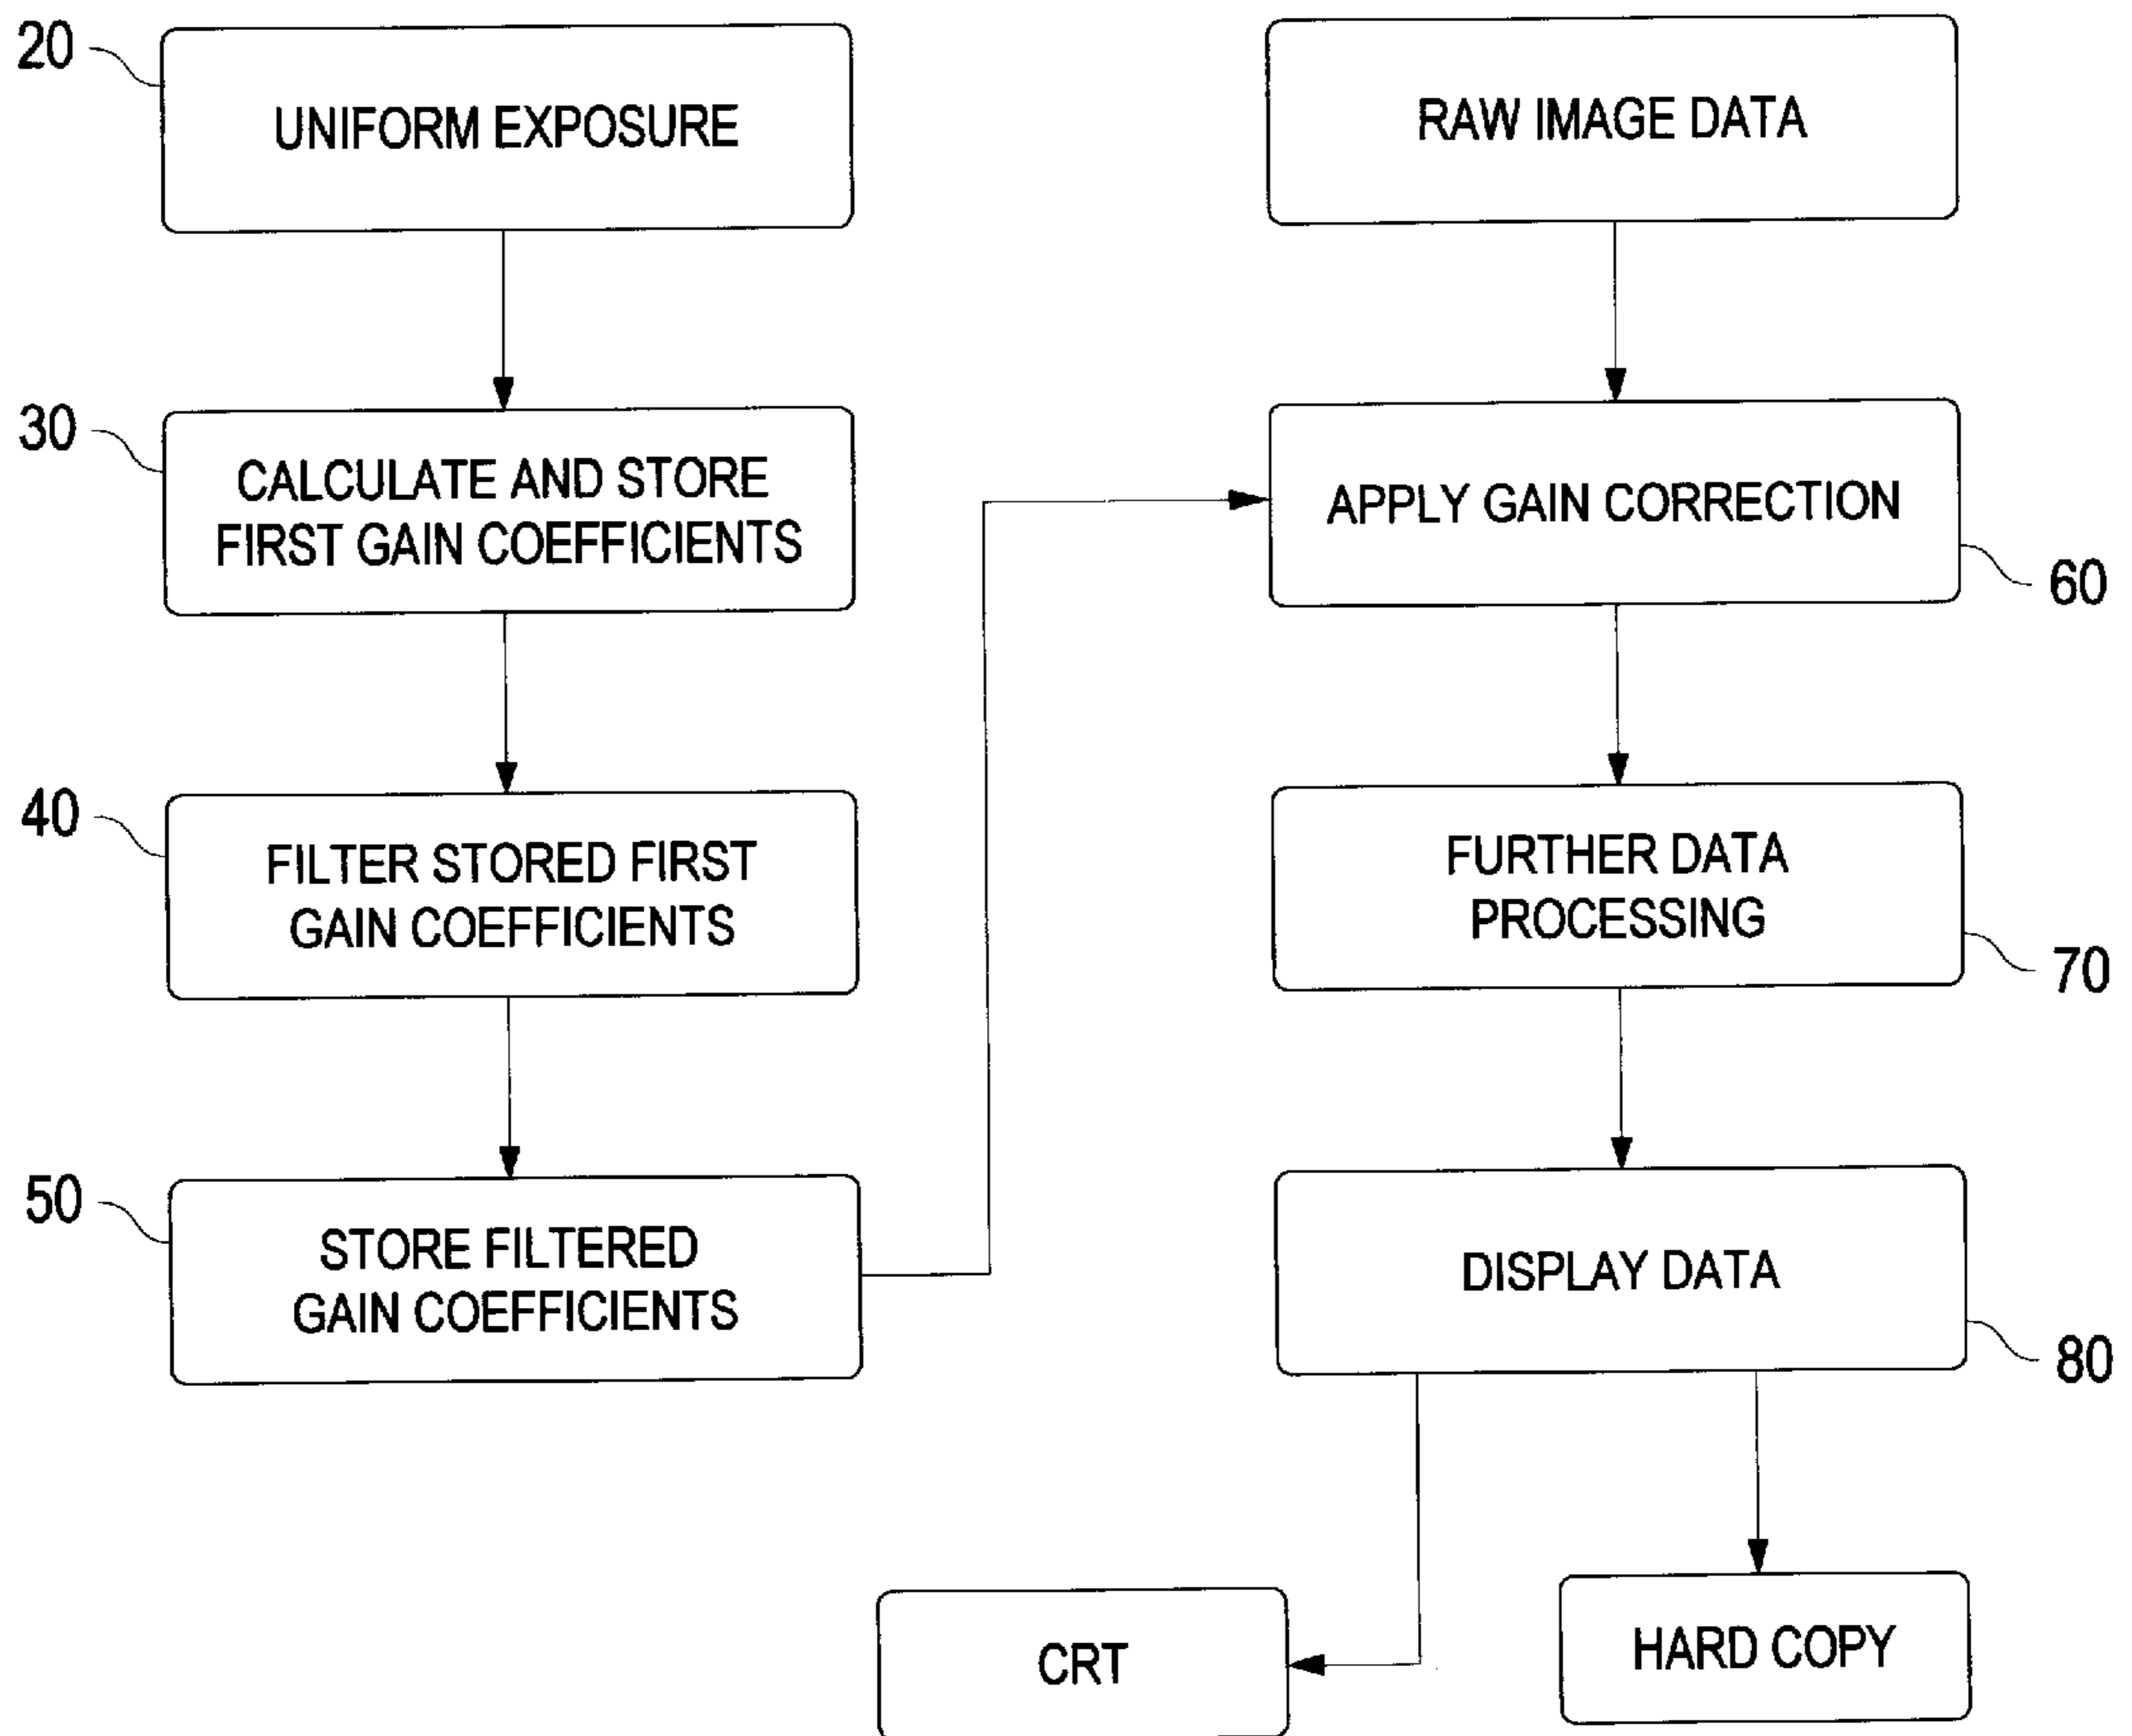 20
UNIFORM EXPOSURE
30
CALCULATE AND STORE
FIRST GAIN COEFFICIENTS
40
FILTER STORED FIRST
GAIN COEFFICIENTS
50
STORE FILTERED
GAIN COEFFICIENTS
RAW IMAGE DATA
APPLY GAIN CORRECTION
60
FURTHER DATA
PROCESSING
70
DISPLAY DATA
80
CRT
HARD COPY